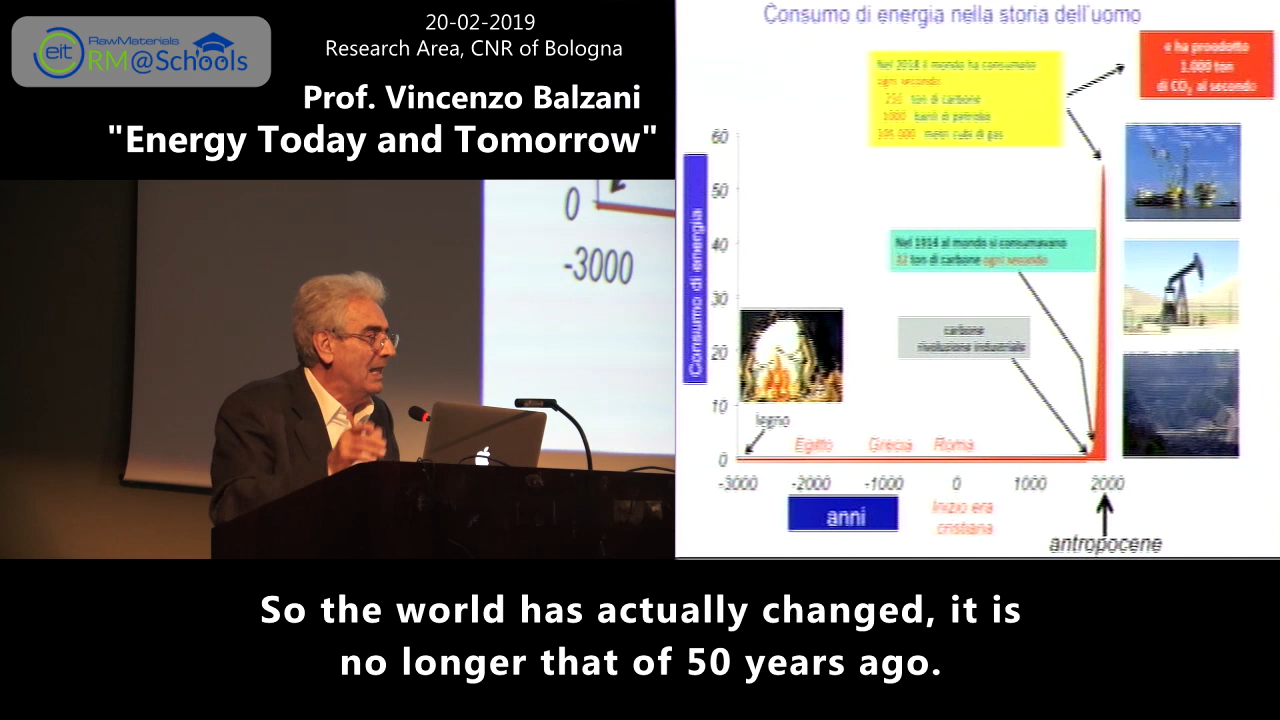 eit
RawMaterials
RM@Schools
20-02-2019
Research Area, CNR of Bologna
Prof. Vincenzo Balzani
"Energy Today and Tomorrow"
0
-3000
Consumo di energia nella storia dell'uomo
Nel 2018 il mondo ha consumato
ogni secondo
250 ton di carbone
1000 barili di petrolio
105 000 metri cubi di gas
e ha prodotto
1.000 ton
di CO2 al secondo
Nel 1914 al mondo si consumavano
ton di carbone ogni secondo
carbone
rivoluzione industriale
Consumo di energia
60
50
40
30
20
10
0
legno
Egitto Grecia Roma
-3000 -2000 -1000 0 1000 2000
anni
Inizio era
cristiana
antropocene
So the world has actually changed, it is
no longer that of 50 years ago.